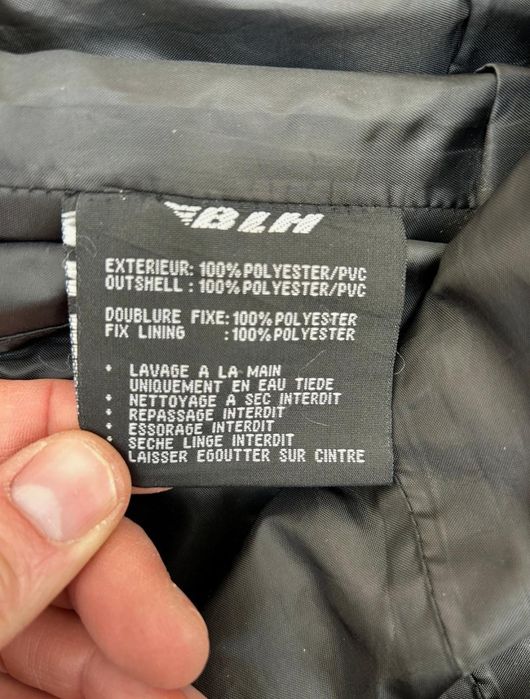 BLH
EXTERIEUR: 100% POLYESTER/PVC
OUTSHELL : 100% POLYESTER/PVC
DOUBLURE FIXE: 100% POLYESTER
FIX LINING : 100% POLYESTER
• LAVAGE A LA MAIN
UNIQUEMENT EN EAU TIEDE
• NETTOYAGE A SEC INTERDIT
• REPASSAGE INTERDIT
• ESSORAGE INTERDIT
• SECHE LINGE INTERDIT
LAISSER EGOUTTER SUR CINTRE